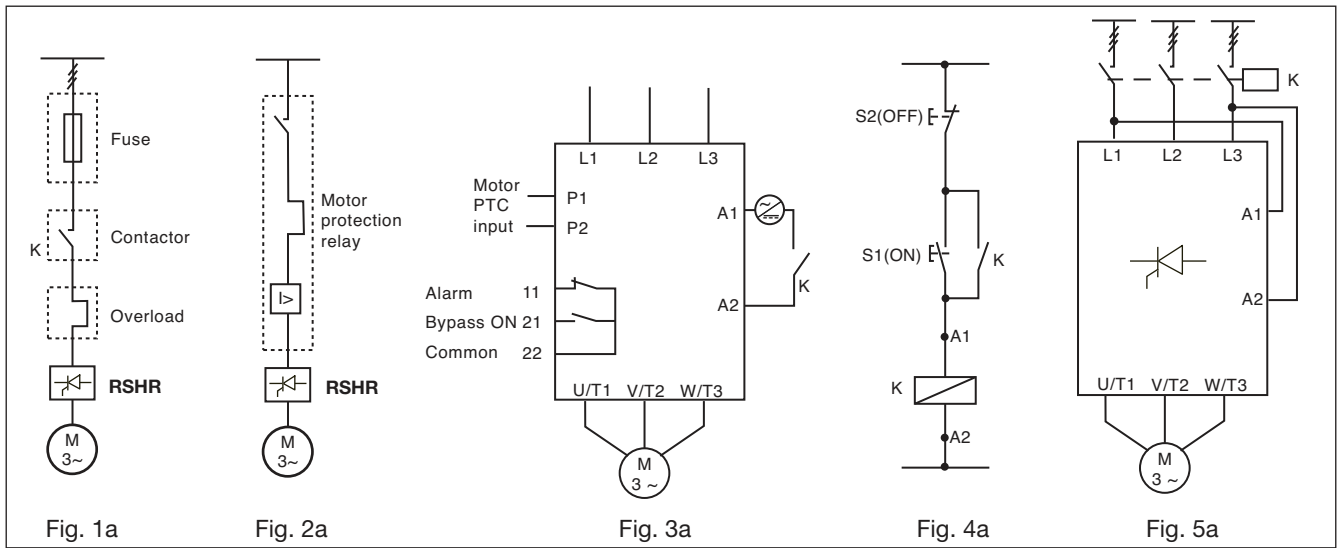 Fuse
K
Contactor
Overload
RSHR
M
3~
Fig. 1a
Motor
protection
relay
I>
RSHR
M
3~
Fig. 2a
L1 L2 L3
Motor
PTC
input
P1
P2
A1
~
K
A2
Alarm 11
Bypass ON 21
Common 22
U/T1 V/T2 W/T3
M
3 ~
Fig. 3a
S2(OFF)
S1(ON)
K
A1
K
A2
Fig. 4a
K
L1 L2 L3
A1
A2
U/T1 V/T2 W/T3
M
3 ~
Fig. 5a